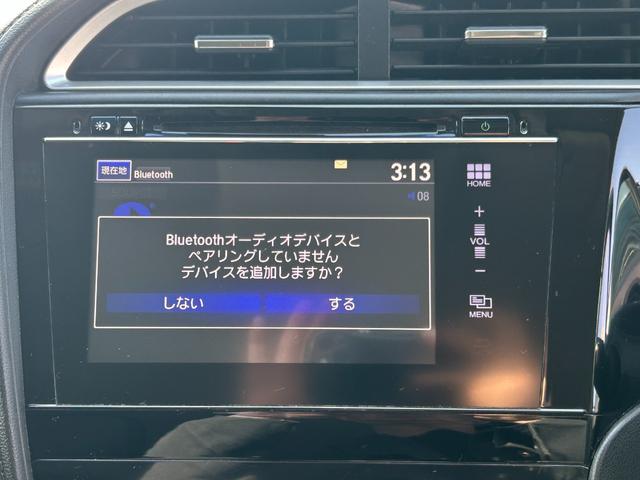 現在地 Bluetooth 3:13
08
HOME
Bluetoothオーディオデバイスと
ペアリングしていません
デバイスを追加しますか？
しない する
VOL
MENU